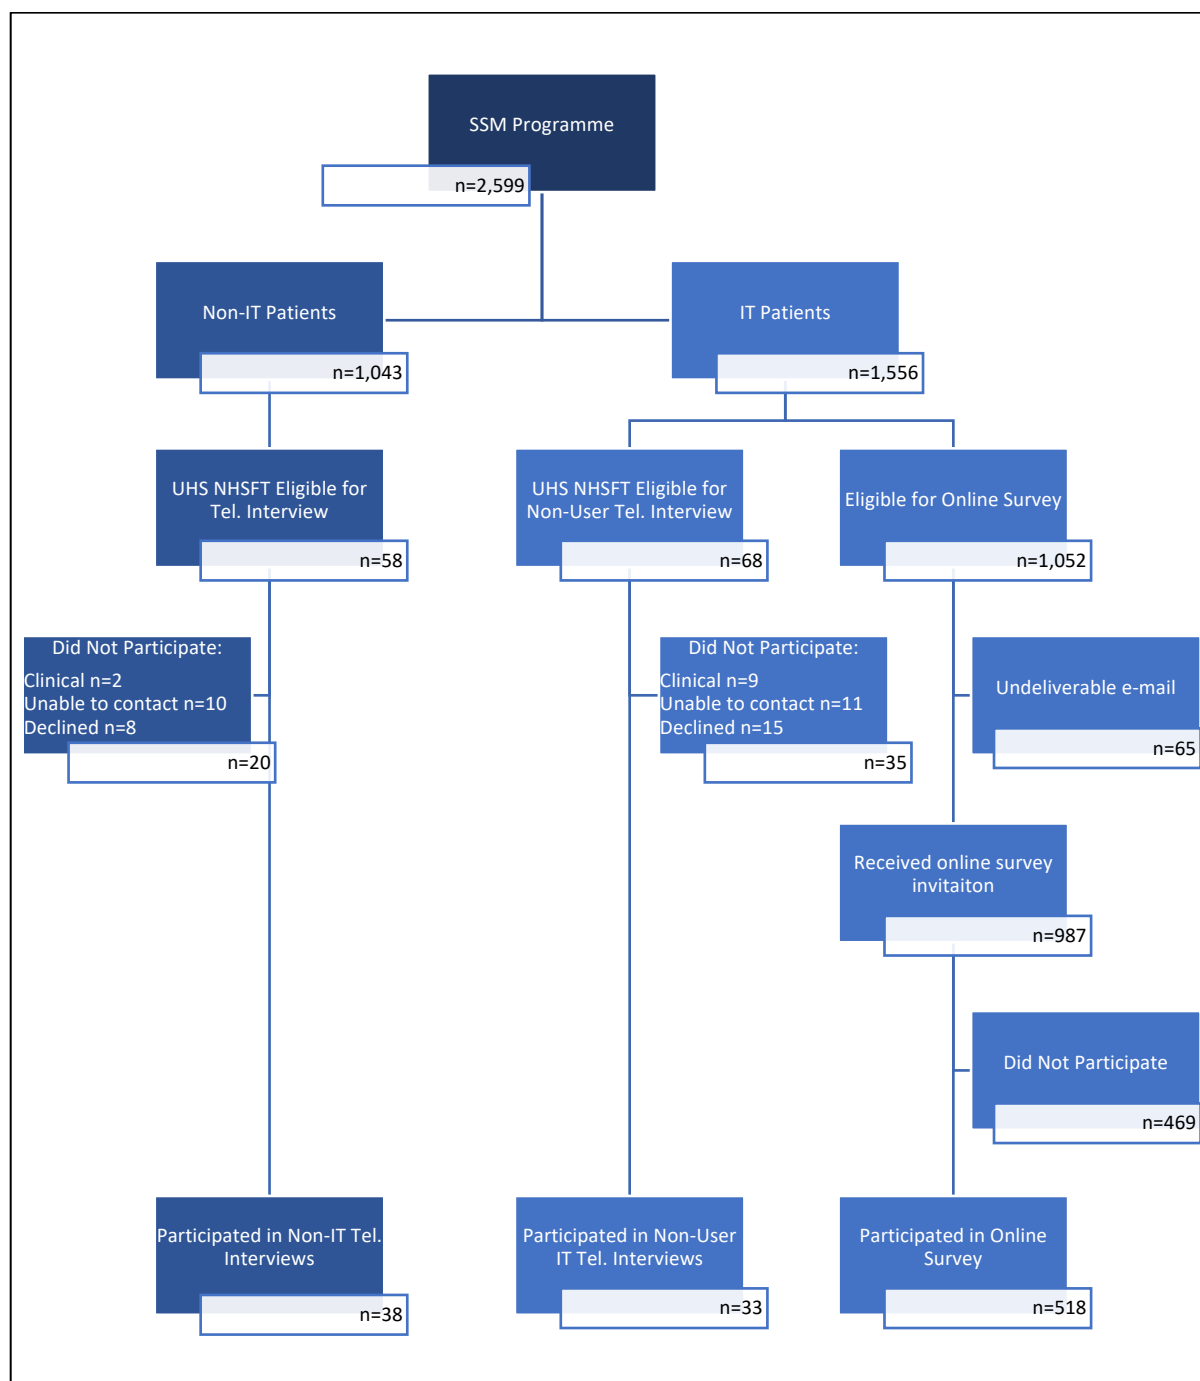 SSM Programme
n=2,599
Non-IT Patients
n=1,043
IT Patients
n=1,556
UHS NHSFT Eligible for
Tel. Interview
n=58
UHS NHSFT Eligible for
Non-User Tel. Interview
n=68
Eligible for Online Survey
n=1,052
Did Not Participate:
Clinical n=2
Unable to contact n=10
Declined n=8
n=20
Did Not Participate:
Clinical n=9
Unable to contact n=11
Declined n=15
n=35
Undeliverable e-mail
n=65
Received online survey
invitaiton
n=987
Did Not Participate
n=469
Participated in Non-IT Tel.
Interviews
n=38
Participated in Non-User
IT Tel. Interviews
n=33
Participated in Online
Survey
n=518